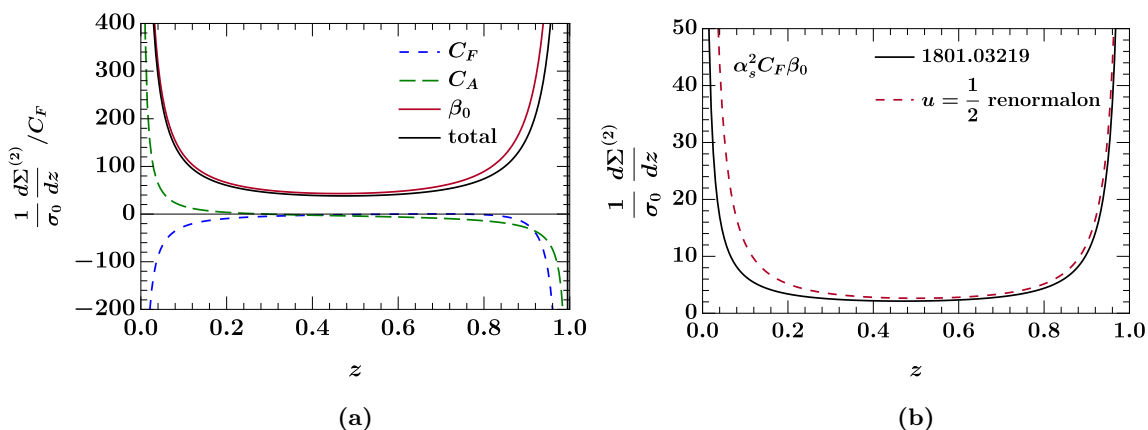 400
300
200
100
0
−100
−200
0.0 0.2 0.4 0.6 0.8 1.0
z
1/σ₀ dΣ⁽²⁾/dz /C_F
C_F
C_A
β₀
total
(a)
50
40
30
20
10
0
0.0 0.2 0.4 0.6 0.8 1.0
z
1/σ₀ dΣ⁽²⁾/dz
α_s² C_F β₀
1801.03219
u = 1/2 renormalon
(b)